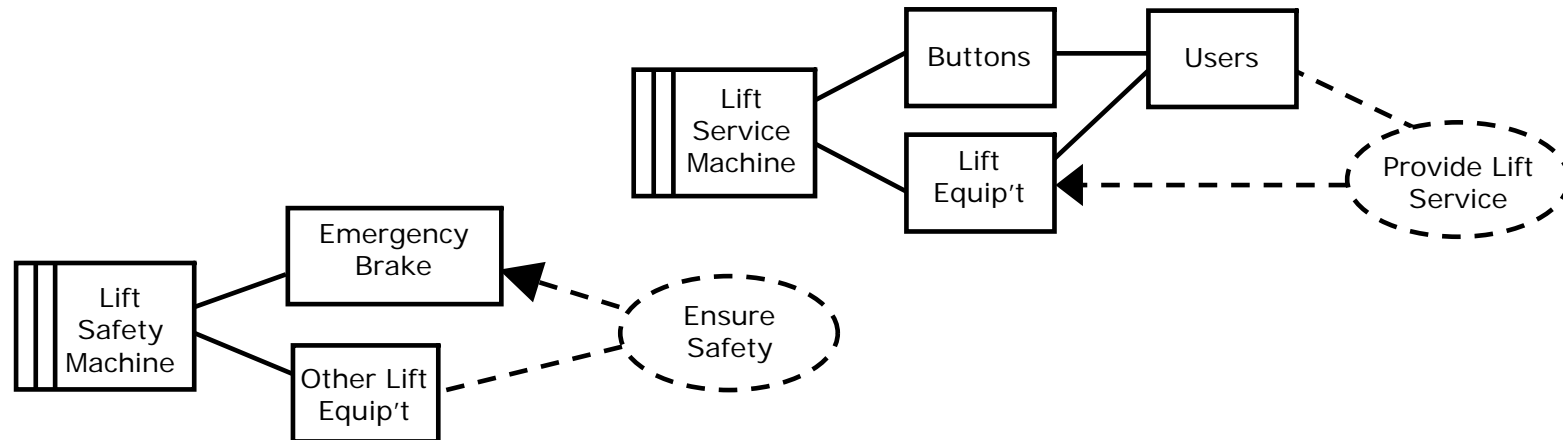 Buttons
Users
Lift
Service
Machine
Lift
Equip't
Provide Lift
Service
Emergency
Brake
Lift
Safety
Machine
Ensure
Safety
Other Lift
Equip't